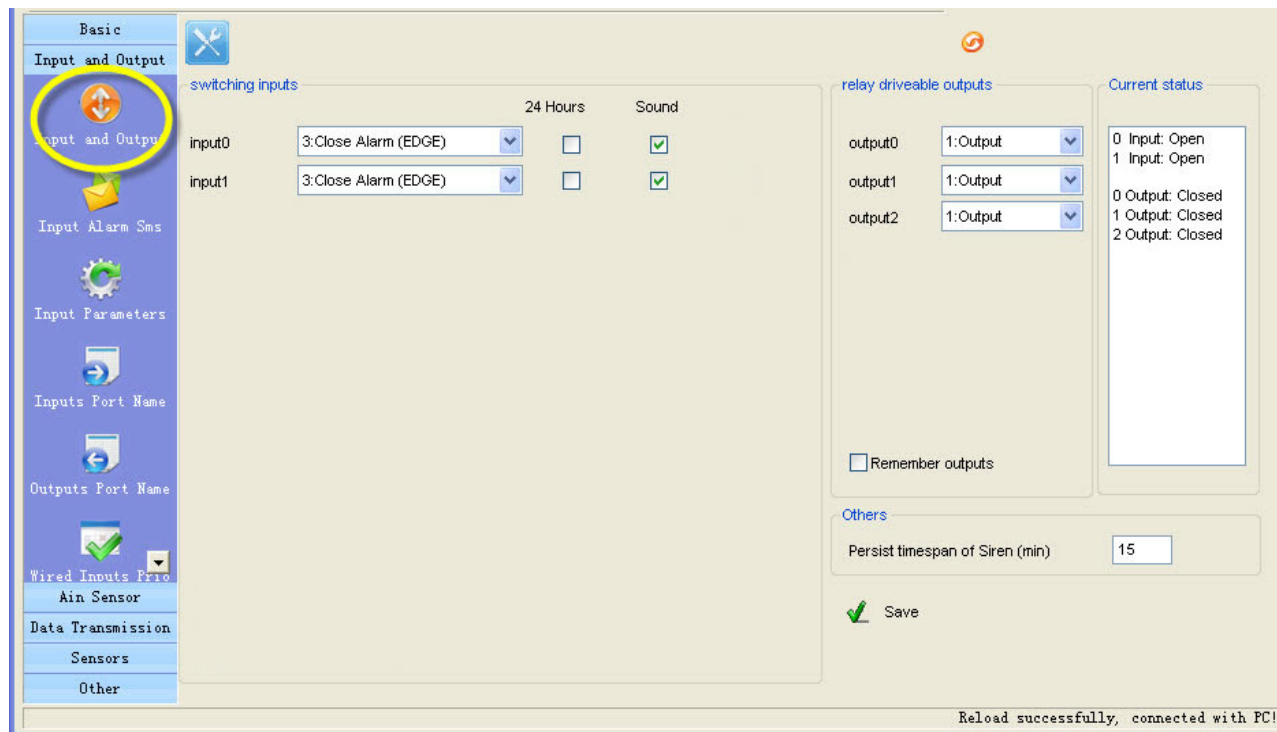 Basic
Input and Output
Input and Output
Input Alarm Sms
Input Parameters
Inputs Port Name
Outputs Port Name
Wired Inputs Prio
Ain Sensor
Data Transmission
Sensors
Other
switching inputs
24 Hours Sound
input0 3:Close Alarm (EDGE)
input1 3:Close Alarm (EDGE)
relay driveable outputs
output0 1:Output
output1 1:Output
output2 1:Output
Remember outputs
Current status
0 Input: Open
1 Input: Open
0 Output: Closed
1 Output: Closed
2 Output: Closed
Others
Persist timespan of Siren (min) 15
Save
Reload successfully, connected with PC!